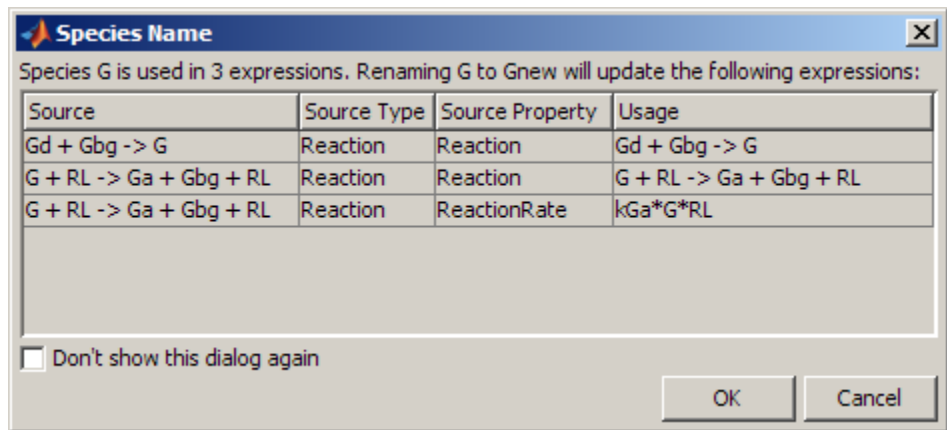 Species Name
Species G is used in 3 expressions. Renaming G to Gnew will update the following expressions:
Source Source Type Source Property Usage
Gd + Gbg -> G Reaction Reaction Gd + Gbg -> G
G + RL -> Ga + Gbg + RL Reaction Reaction G + RL -> Ga + Gbg + RL
G + RL -> Ga + Gbg + RL Reaction ReactionRate kGa*G*RL
Don't show this dialog again
OK Cancel